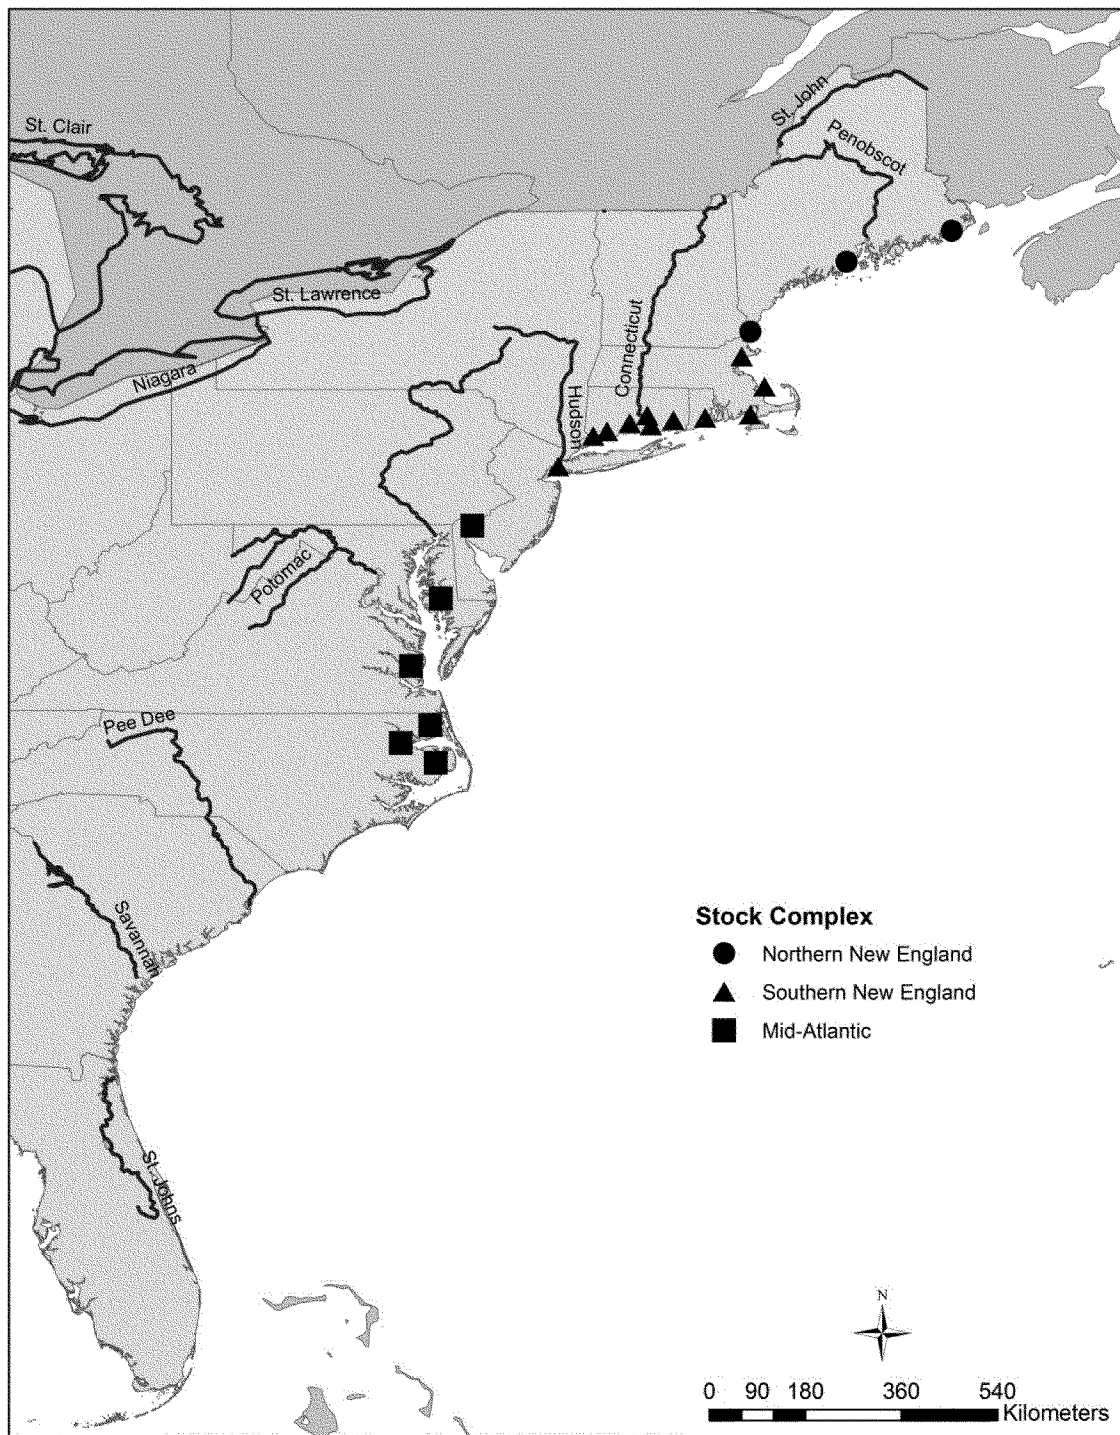 St. Clair
St. John
Penobscot
St. Lawrence
Connecticut
Niagara
Hudson
Potomac
Pee Dee
Savannah
St. Johns
Stock Complex
Northern New England
Southern New England
Mid-Atlantic
N
0 90 180 360 540
Kilometers